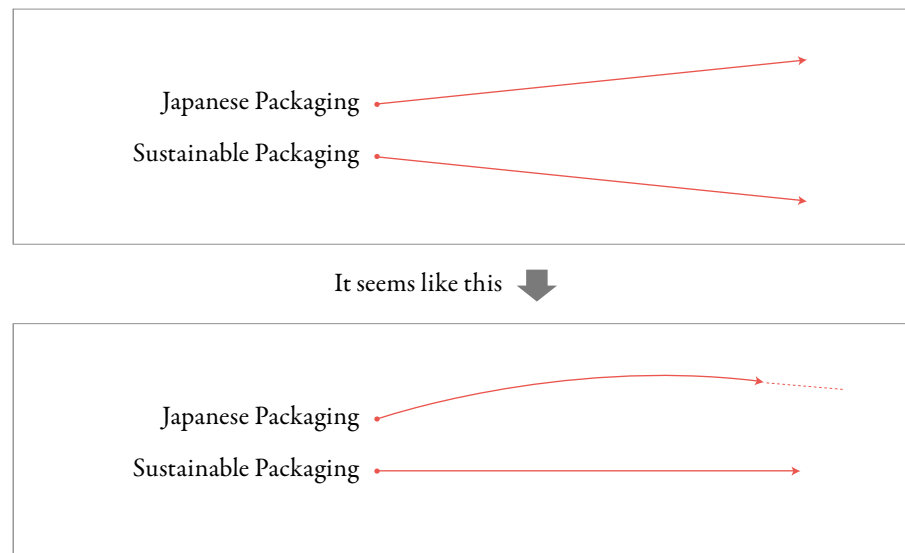 Japanese Packaging
Sustainable Packaging
It seems like this
Japanese Packaging
Sustainable Packaging